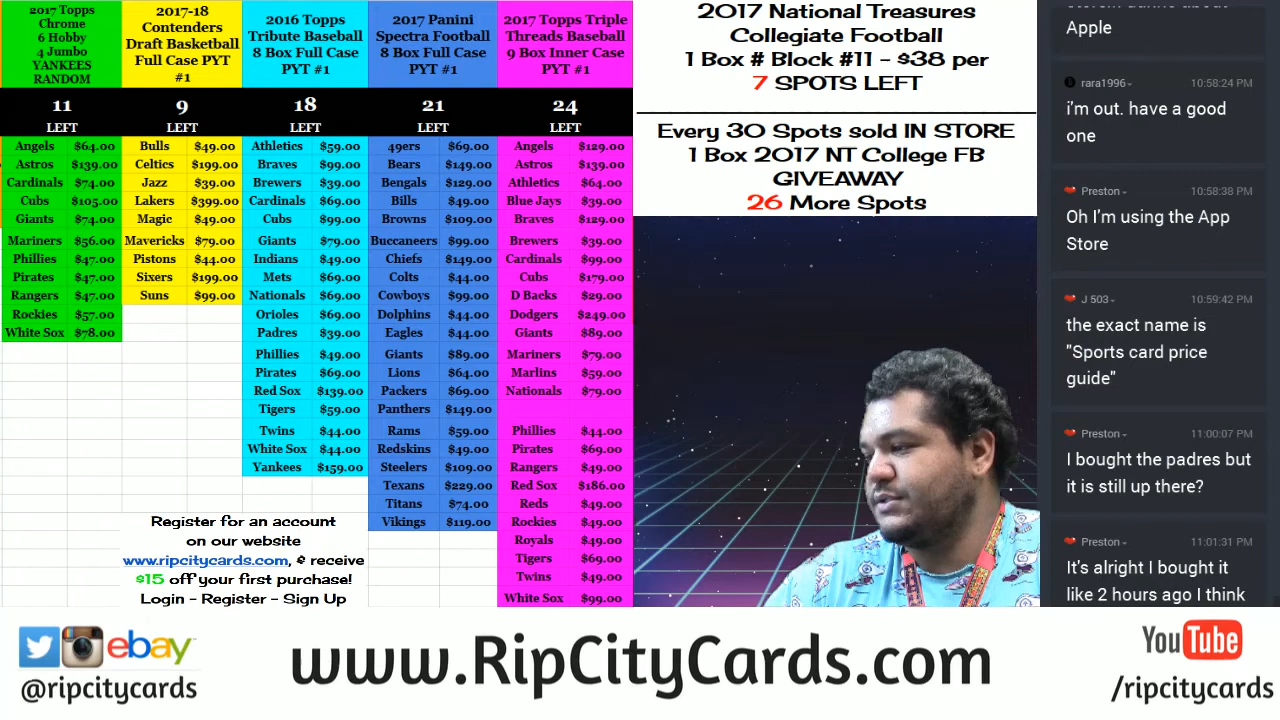 2017 Topps
Chrome
6 Hobby
4 Jumbo
YANKEES
RANDOM
11
LEFT
Angels $64.00
Astros $139.00
Cardinals $74.00
Cubs $105.00
Giants $74.00
Mariners $56.00
Phillies $47.00
Pirates $47.00
Rangers $47.00
Rockies $57.00
White Sox $78.00
2017-18
Contenders
Draft Basketball
Full Case PYT
#1
9
LEFT
Bulls $49.00
Celtics $199.00
Jazz $39.00
Lakers $399.00
Magic $49.00
Mavericks $79.00
Pistons $44.00
Sixers $199.00
Suns $99.00
2016 Topps
Tribute Baseball
8 Box Full Case
PYT #1
18
LEFT
Athletics $59.00
Braves $99.00
Brewers $39.00
Cardinals $69.00
Cubs $99.00
Giants $79.00
Indians $49.00
Mets $69.00
Nationals $69.00
Orioles $69.00
Padres $39.00
Phillies $49.00
Pirates $69.00
Red Sox $139.00
Tigers $59.00
Twins $44.00
White Sox $44.00
Yankees $159.00
2017 Panini
Spectra Football
8 Box Full Case
PYT #1
21
LEFT
49ers $69.00
Bears $149.00
Bengals $129.00
Bills $49.00
Browns $109.00
Buccaneers $99.00
Chiefs $149.00
Colts $44.00
Cowboys $99.00
Dolphins $44.00
Eagles $44.00
Giants $89.00
Lions $64.00
Packers $69.00
Panthers $149.00
Rams $59.00
Redskins $49.00
Steelers $109.00
Texans $229.00
Titans $74.00
Vikings $119.00
2017 Topps Triple
Threads Baseball
9 Box Inner Case
PYT #1
24
LEFT
Angels $129.00
Astros $139.00
Athletics $64.00
Blue Jays $39.00
Braves $129.00
Brewers $39.00
Cardinals $99.00
Cubs $179.00
D Backs $29.00
Dodgers $249.00
Giants $89.00
Mariners $79.00
Marlins $59.00
Nationals $79.00
Phillies $44.00
Pirates $69.00
Rangers $49.00
Red Sox $186.00
Reds $49.00
Rockies $49.00
Royals $49.00
Tigers $69.00
Twins $49.00
White Sox $99.00
Register for an account
on our website
www.ripcitycards.com, & receive
$15 off your first purchase!
Login - Register - Sign Up
2017 National Treasures
Collegiate Football
1 Box # Block #11 - $38 per
7 SPOTS LEFT
Every 30 Spots sold IN STORE
1 Box 2017 NT College FB
GIVEAWAY
26 More Spots
Apple
rara1996 10:58:24 PM
i'm out. have a good
one
Preston 10:58:38 PM
Oh I'm using the App
Store
J 503 10:59:42 PM
the exact name is
"Sports card price
guide"
Preston 11:00:07 PM
I bought the padres but
it is still up there?
Preston 11:01:31 PM
It's alright I bought it
like 2 hours ago I think
ebay
@ripcitycards
www.RipCityCards.com
YouTube
/ripcitycards